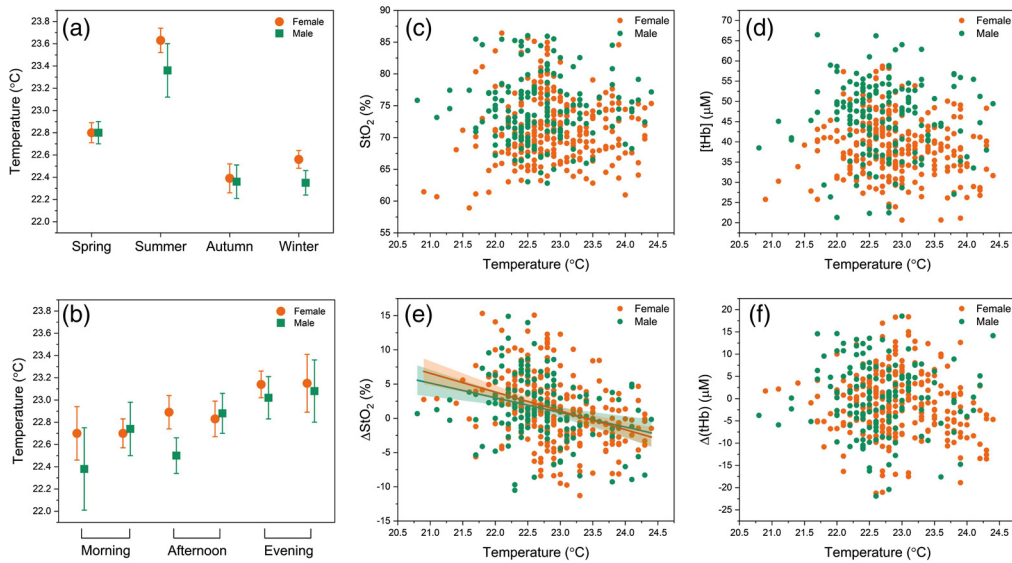 (a)
Female
Male
Temperature (°C)
23.8
23.6
23.4
23.2
23.0
22.8
22.6
22.4
22.2
22.0
Spring Summer Autumn Winter
(c)
Female
Male
StO2 (%)
90
85
80
75
70
65
60
55
20.5 21.0 21.5 22.0 22.5 23.0 23.5 24.0 24.5
Temperature (°C)
(d)
Female
Male
[tHb] (µM)
75
70
65
60
55
50
45
40
35
30
25
20
15
20.5 21.0 21.5 22.0 22.5 23.0 23.5 24.0 24.5
Temperature (°C)
(b)
Female
Male
Temperature (°C)
23.8
23.6
23.4
23.2
23.0
22.8
22.6
22.4
22.2
22.0
Morning Afternoon Evening
(e)
Female
Male
ΔStO2 (%)
15
10
5
0
-5
-10
-15
20.5 21.0 21.5 22.0 22.5 23.0 23.5 24.0 24.5
Temperature (°C)
(f)
Female
Male
Δ(tHb) (µM)
20
15
10
5
0
-5
-10
-15
-20
-25
20.5 21.0 21.5 22.0 22.5 23.0 23.5 24.0 24.5
Temperature (°C)